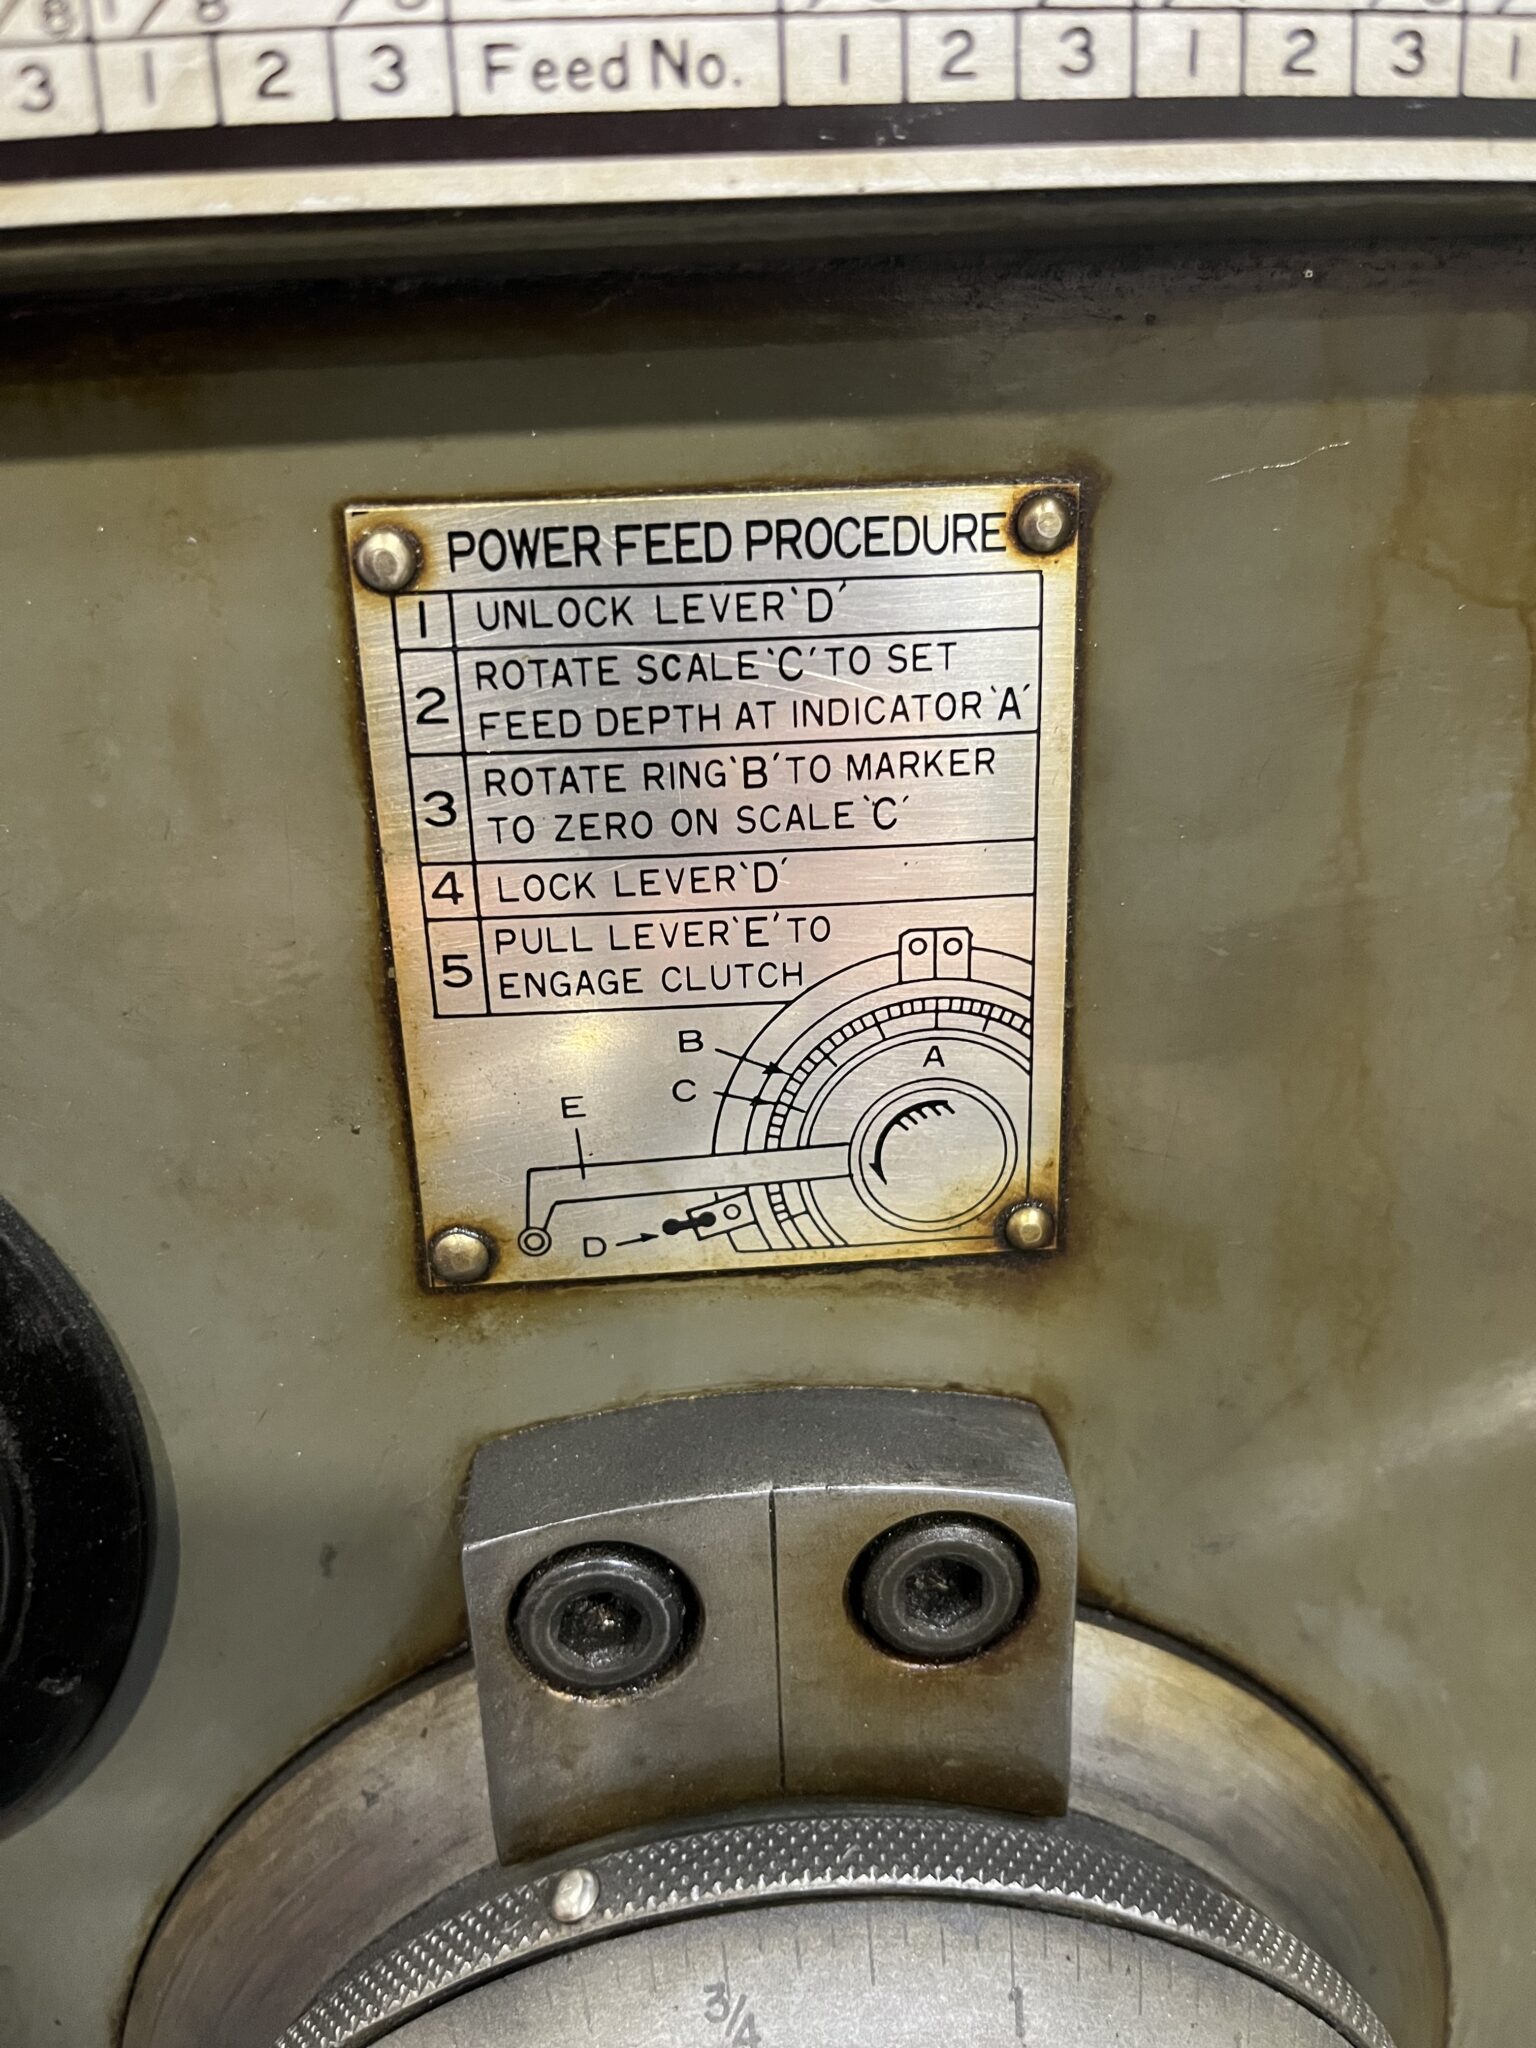 3 1 2 3 Feed No. 1 2 3 1 2 3 1
POWER FEED PROCEDURE
1 UNLOCK LEVER 'D'
2 ROTATE SCALE 'C' TO SET
FEED DEPTH AT INDICATOR 'A'
3 ROTATE RING 'B' TO MARKER
TO ZERO ON SCALE 'C'
4 LOCK LEVER 'D'
5 PULL LEVER 'E' TO
ENGAGE CLUTCH
B
A
C
E
D
3/4 1